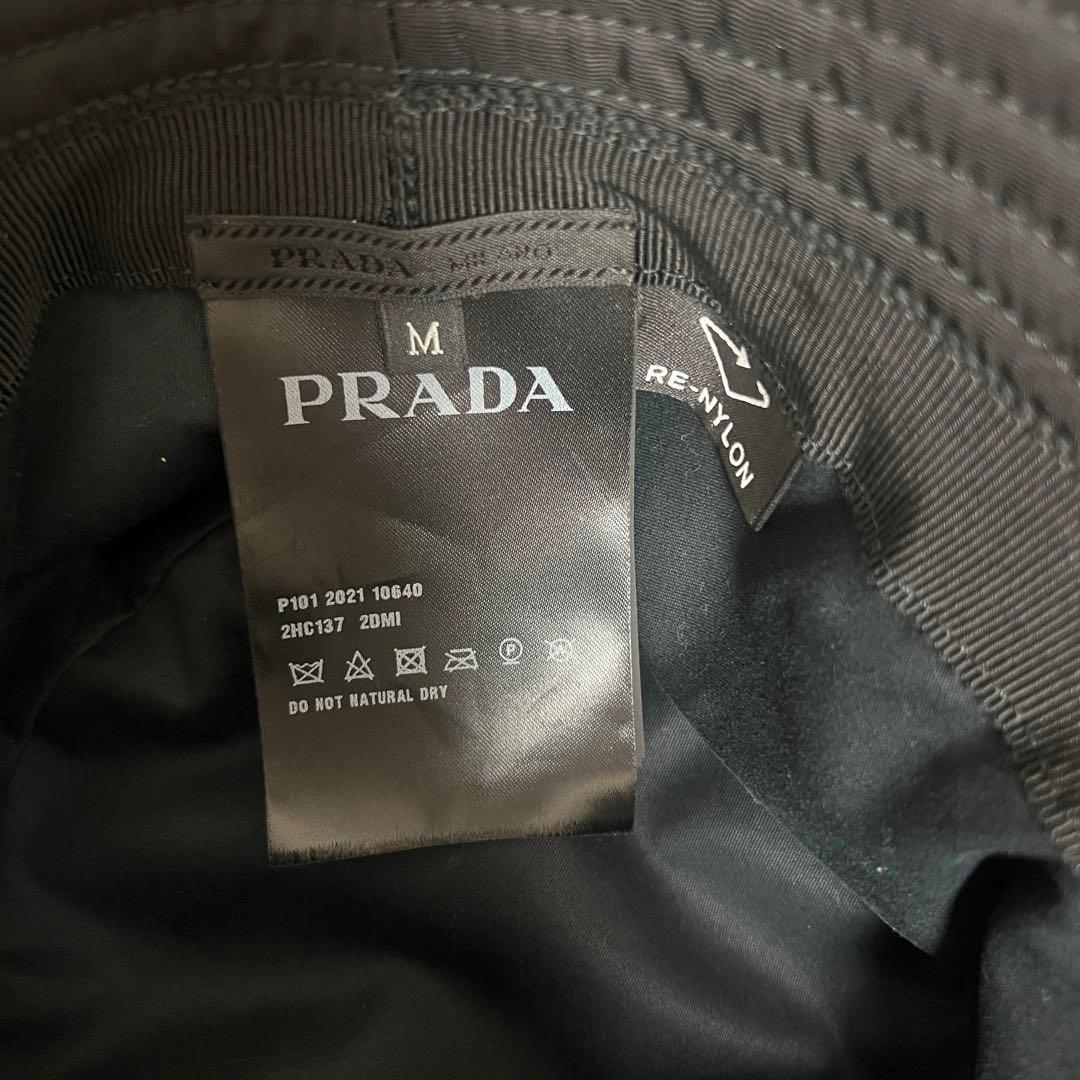 PRADA MILANO
M
PRADA
RE-NYLON
P101 2021 10640
2HC137 2DMI
P
W
DO NOT NATURAL DRY